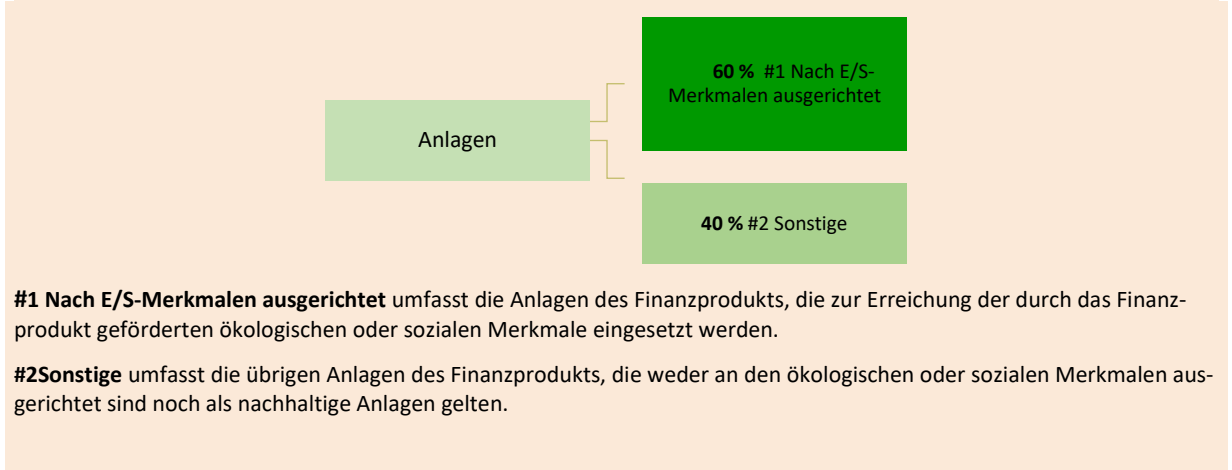 60 % #1 Nach E/S-
Merkmalen ausgerichtet
Anlagen
40 % #2 Sonstige
#1 Nach E/S-Merkmalen ausgerichtet umfasst die Anlagen des Finanzprodukts, die zur Erreichung der durch das Finanz-
produkt geförderten ökologischen oder sozialen Merkmale eingesetzt werden.
#2Sonstige umfasst die übrigen Anlagen des Finanzprodukts, die weder an den ökologischen oder sozialen Merkmalen aus-
gerichtet sind noch als nachhaltige Anlagen gelten.